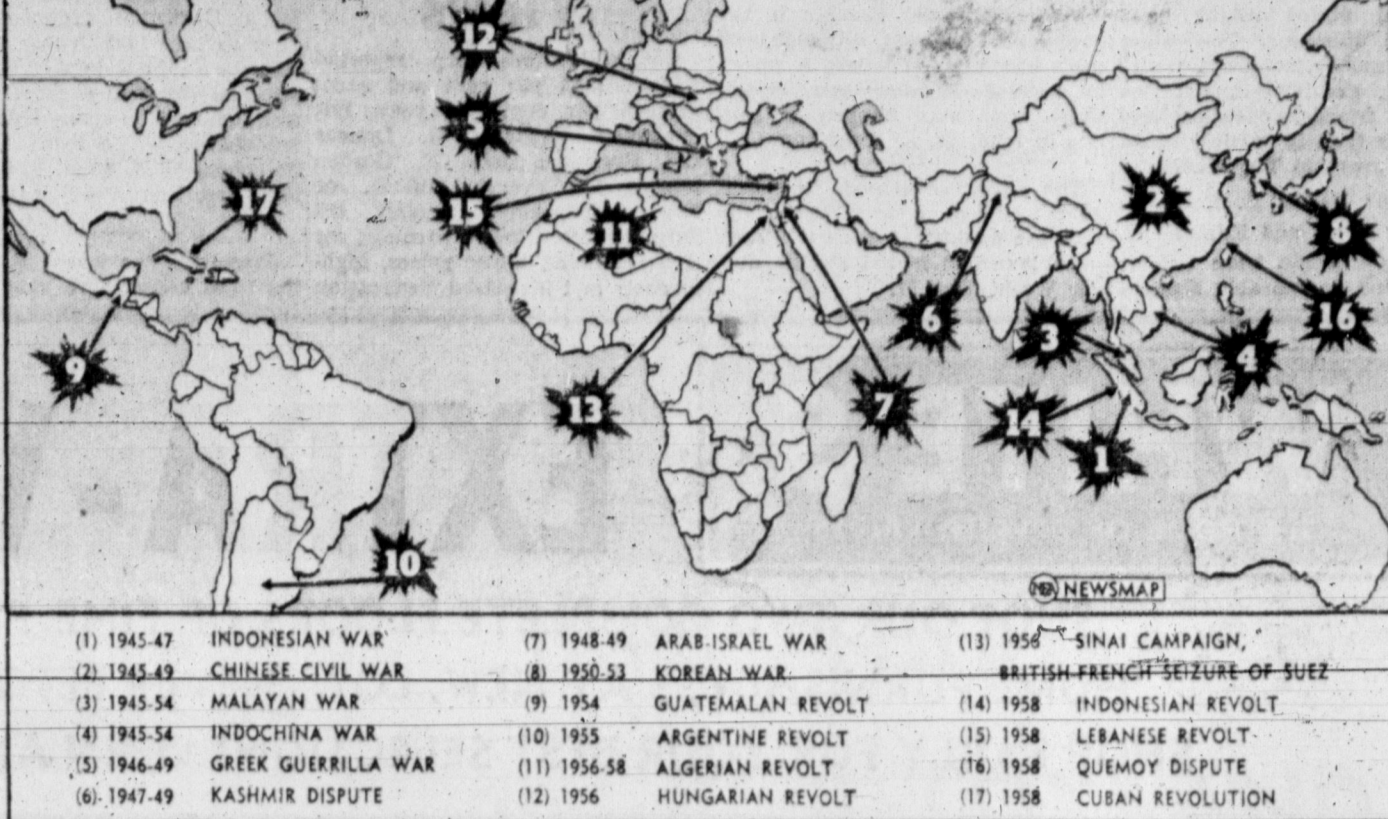 12
5
17
15
11
2
8
6
3
16
4
9
13
7
14
1
10
NEA NEWSMAP
(1) 1945-47 INDONESIAN WAR
(2) 1945-49 CHINESE CIVIL WAR
(3) 1945-54 MALAYAN WAR
(4) 1945-54 INDOCHINA WAR
(5) 1946-49 GREEK GUERRILLA WAR
(6) 1947-49 KASHMIR DISPUTE
(7) 1948-49 ARAB-ISRAEL WAR
(8) 1950-53 KOREAN WAR
(9) 1954 GUATEMALAN REVOLT
(10) 1955 ARGENTINE REVOLT
(11) 1956-58 ALGERIAN REVOLT
(12) 1956 HUNGARIAN REVOLT
(13) 1956 SINAI CAMPAIGN,
BRITISH-FRENCH SEIZURE OF SUEZ
(14) 1958 INDONESIAN REVOLT
(15) 1958 LEBANESE REVOLT
(16) 1958 QUEMOY DISPUTE
(17) 1958 CUBAN REVOLUTION